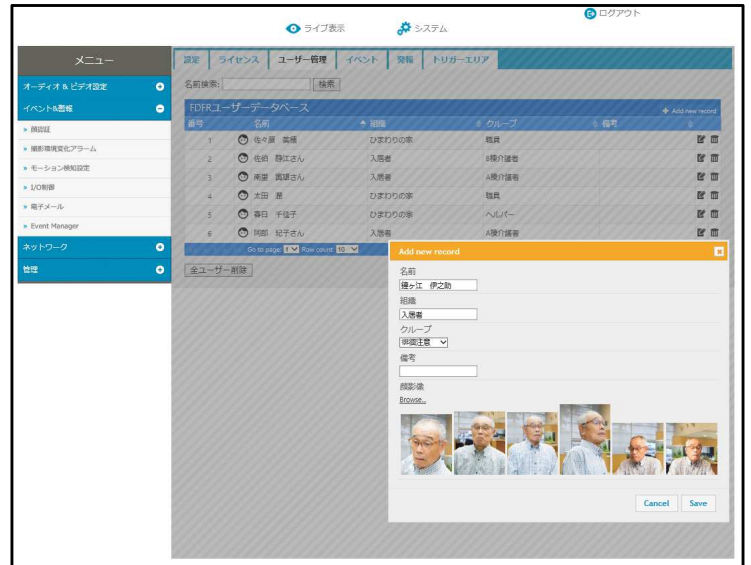 ログアウト
ライブ表示 システム
メニュー
設定 ライセンス ユーザー管理 イベント 発報 トリガーエリア
オーディオ & ビデオ設定
名前検索: 検索
イベント&警報
FDFRユーザーデータベース Add new record
番号 名前 組織 グループ 備考
» 顔認証
1 佐々原 美穂 ひまわりの家 職員
» 撮影環境変化アラーム
2 佐伯 静江さん 入居者 B棟介護者
» モーション検知設定
3 南里 寛雄さん 入居者 A棟介護者
» I/O制御
4 太田 潤 ひまわりの家 職員
» 電子メール
5 春日 千佳子 ひまわりの家 ヘルパー
» Event Manager
6 阿部 紀子さん 入居者 A棟介護者
ネットワーク
Go to page: 1 Row count: 10
管理
全ユーザー削除
Add new record
名前
鐘ヶ江 伊之助
組織
入居者
グループ
徘徊注意
備考
顔影像
Browse...
Cancel Save